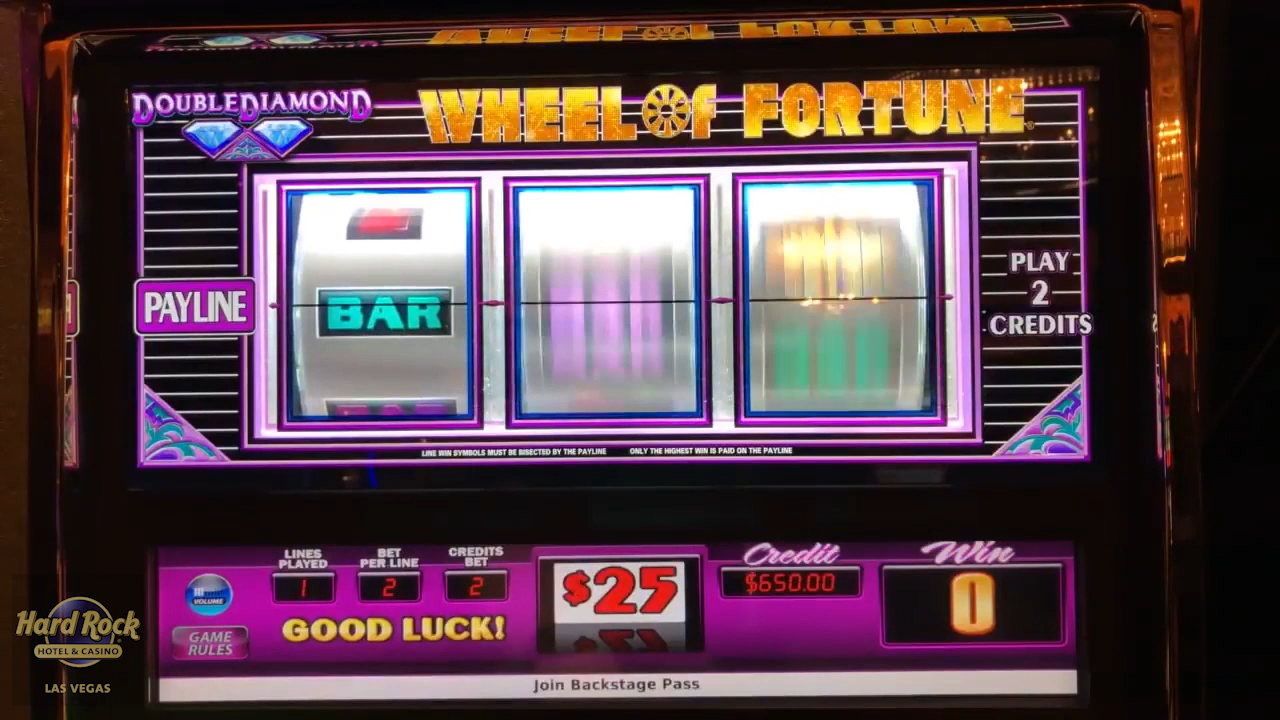 DOUBLE DIAMOND
WHEEL OF FORTUNE
PAYLINE
BAR
BAR
PLAY
2
CREDITS
LINE WIN SYMBOLS MUST BE BISECTED BY THE PAYLINE ONLY THE HIGHEST WIN IS PAID ON THE PAYLINE
LINES PLAYED
1
BET PER LINE
2
CREDITS BET
2
$25
Credit
$650.00
Win
0
VOLUME
GAME RULES
GOOD LUCK!
Join Backstage Pass
Hard Rock
HOTEL & CASINO
LAS VEGAS